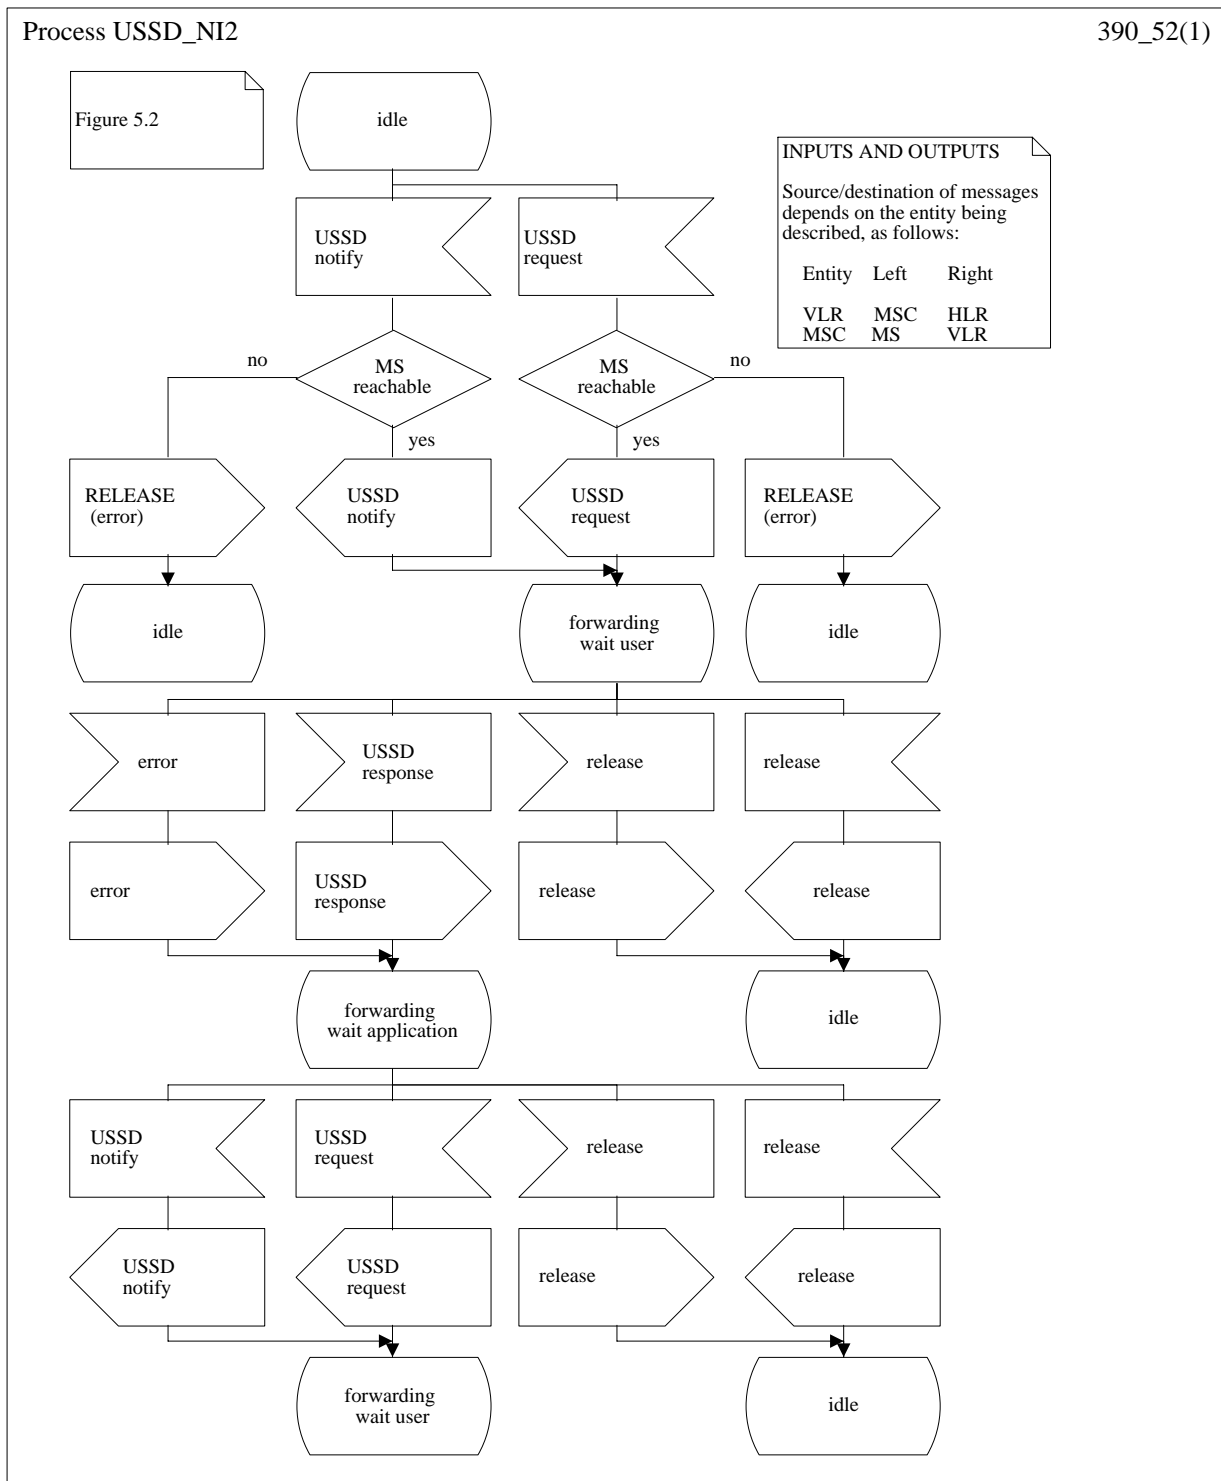 Process USSD_NI2
390_52(1)
Figure 5.2
idle
INPUTS AND OUTPUTS
Source/destination of messages
depends on the entity being
described, as follows:
Entity Left Right
VLR MSC HLR
MSC MS VLR
USSD
notify
USSD
request
no
MS
reachable
MS
reachable
no
yes
yes
RELEASE
(error)
USSD
notify
USSD
request
RELEASE
(error)
idle
forwarding
wait user
idle
error
USSD
response
release
release
error
USSD
response
release
release
forwarding
wait application
idle
USSD
notify
USSD
request
release
release
USSD
notify
USSD
request
release
release
forwarding
wait user
idle